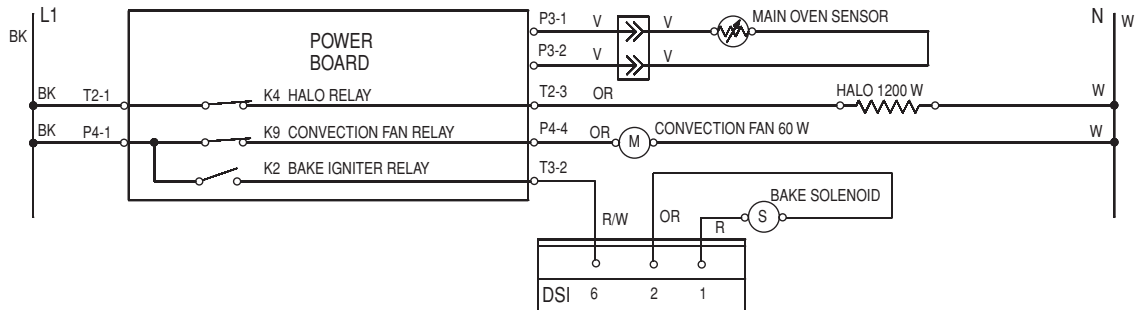 L1
BK
POWER
BOARD
P3-1
V
V
MAIN OVEN SENSOR
N
W
P3-2
V
V
BK
T2-1
K4 HALO RELAY
T2-3
OR
HALO 1200 W
W
BK
P4-1
K9 CONVECTION FAN RELAY
P4-4
OR
M
CONVECTION FAN 60 W
W
K2 BAKE IGNITER RELAY
T3-2
R/W
OR
R
S
BAKE SOLENOID
DSI
6
2
1